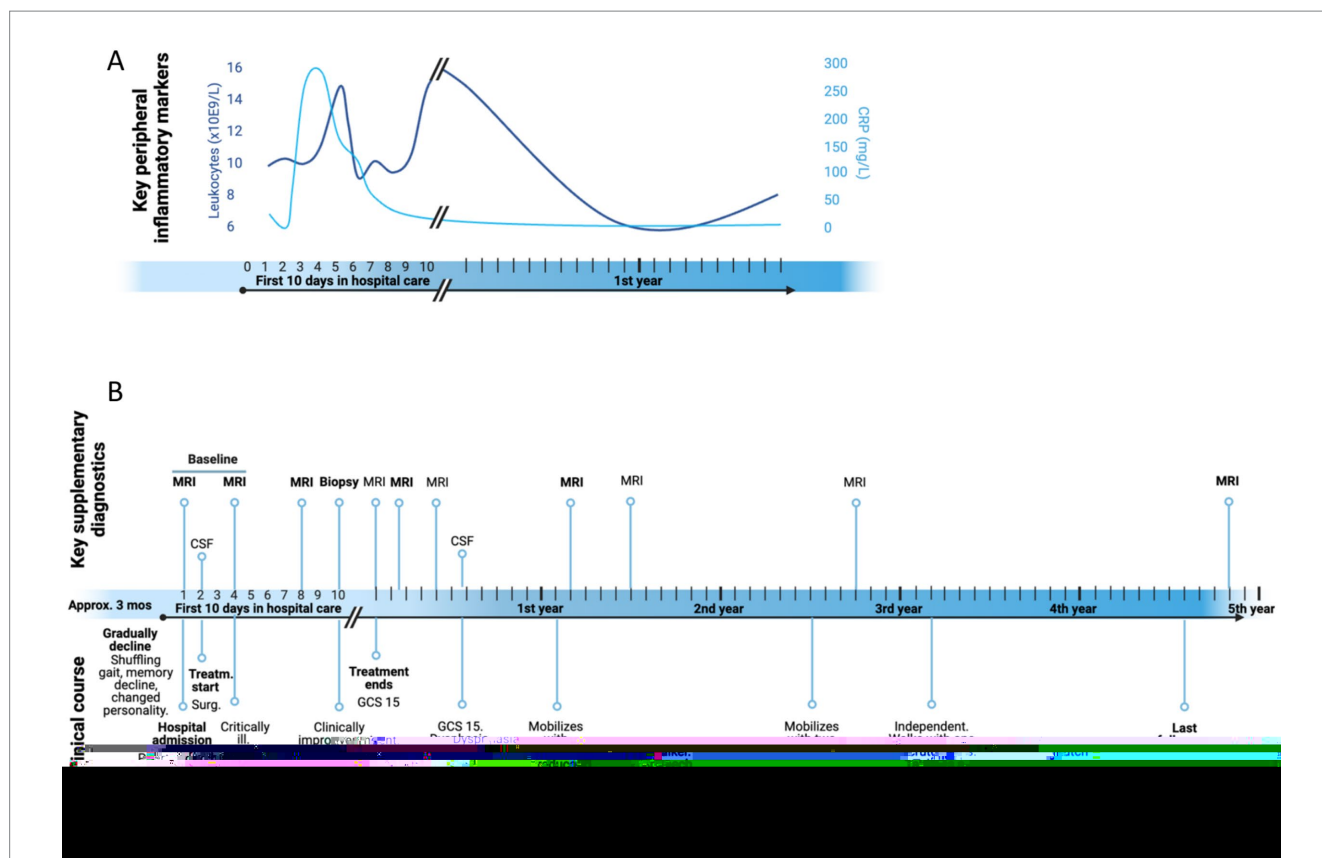 A
Key peripheral
inflammatory markers
Leukocytes (x10E9/L)
16
14
12
10
8
6
300
250
200
150
100
50
0
CRP (mg/L)
0 1 2 3 4 5 6 7 8 9 10
First 10 days in hospital care
1st year
B
Key supplementary
diagnostics
Baseline
MRI MRI MRI Biopsy MRI MRI MRI MRI MRI MRI MRI
CSF CSF
1 2 3 4 5 6 7 8 9 10
Approx. 3 mos First 10 days in hospital care 1st year 2nd year 3rd year 4th year 5th year
Gradually
decline
Shuffling
gait, memory
decline,
changed
personality.
Hospital
admission
Treatm.
start
Surg.
Critically
ill.
Clinically
improvement
Treatment
ends
GCS 15
GCS 15.
Mobilizes
with
Mobilizes
with two
Independent.
Last
course